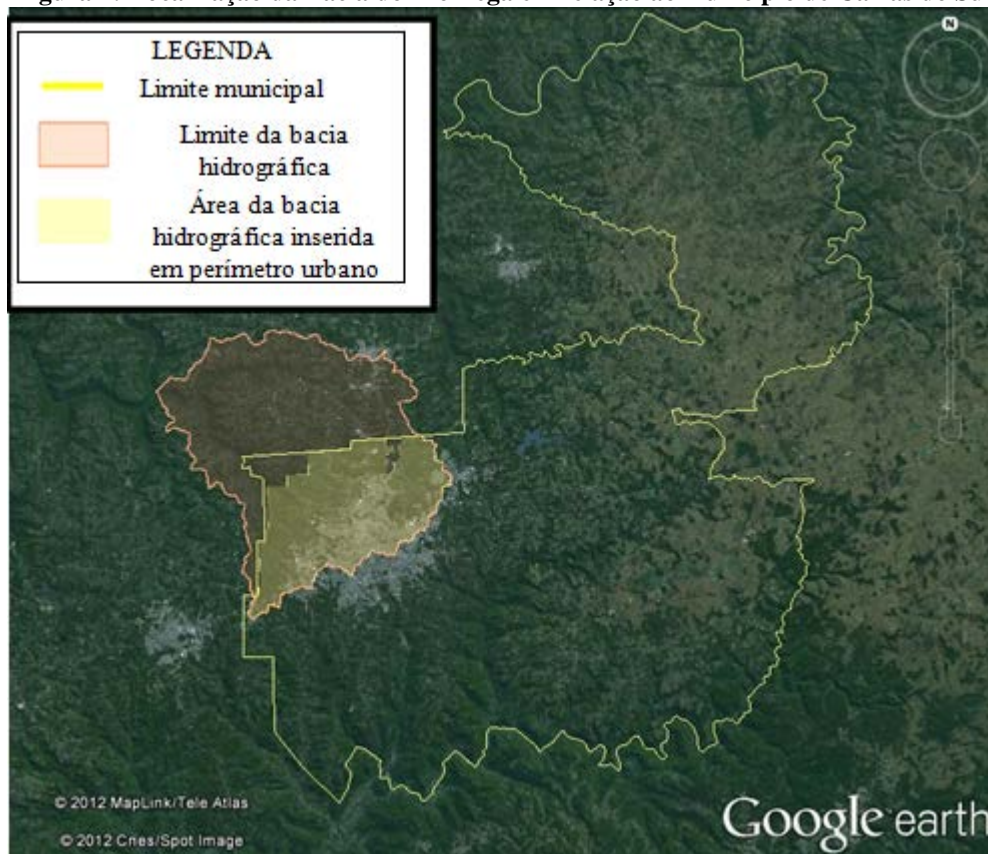 LEGENDA
Limite municipal
Limite da bacia
hidrográfica
Área da bacia
hidrográfica inserida
em perímetro urbano
N
© 2012 MapLink/Tele Atlas
© 2012 Cnes/Spot Image
Google earth